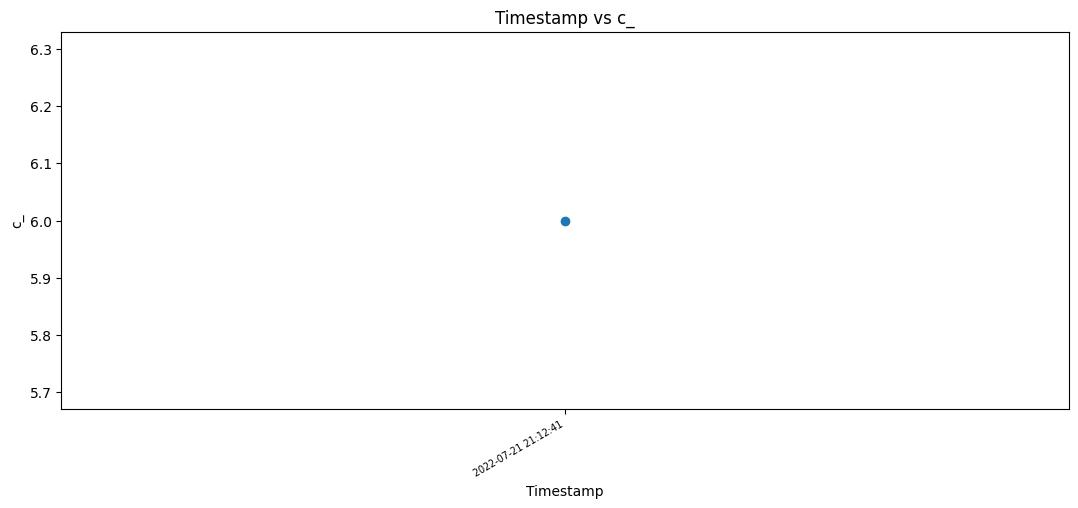 Timestamp vs c_
6.3
6.2
6.1
6.0
5.9
5.8
5.7
c_
2022-07-21 21:12:41
Timestamp